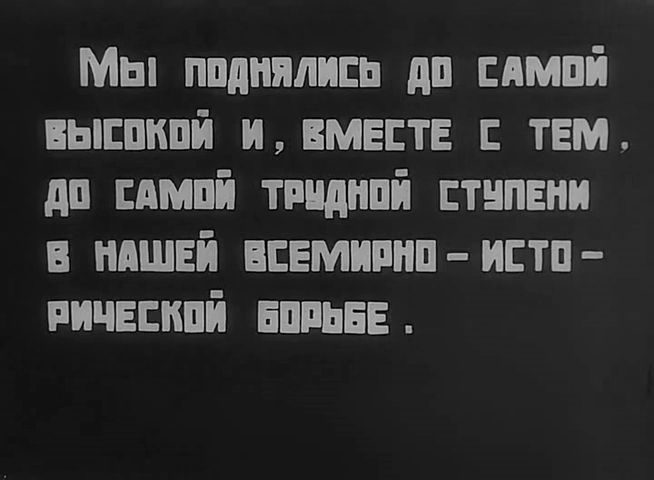 Мы поднялись до самой
высокой и, вместе с тем,
до самой трудной ступени
в нашей всемирно-исто-
рической борьбе.